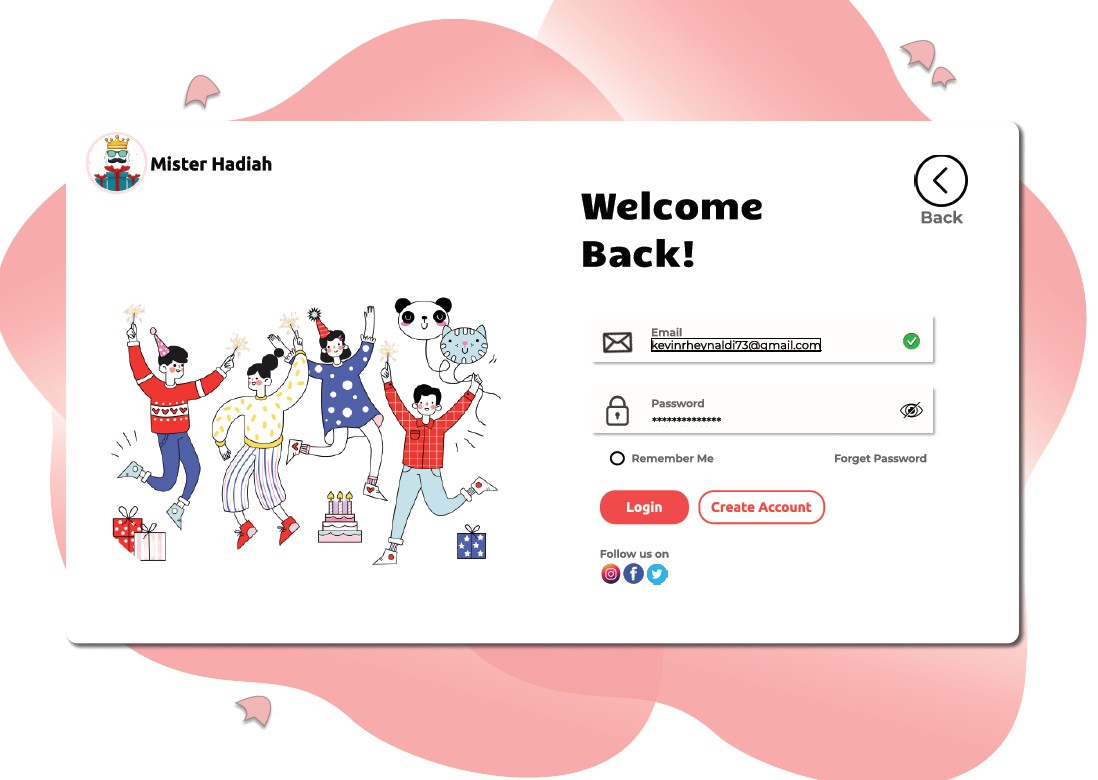 Mister Hadiah
Welcome
Back!
Back
Email
kevinrheynaldi73@gmail.com
Password
**************
Remember Me
Forget Password
Login
Create Account
Follow us on